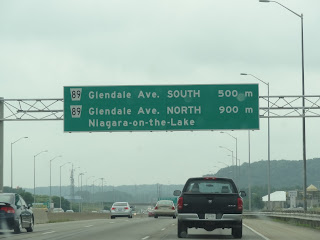 89 Glendale Ave. SOUTH 500 m
89 Glendale Ave. NORTH 900 m
Niagara-on-the-Lake